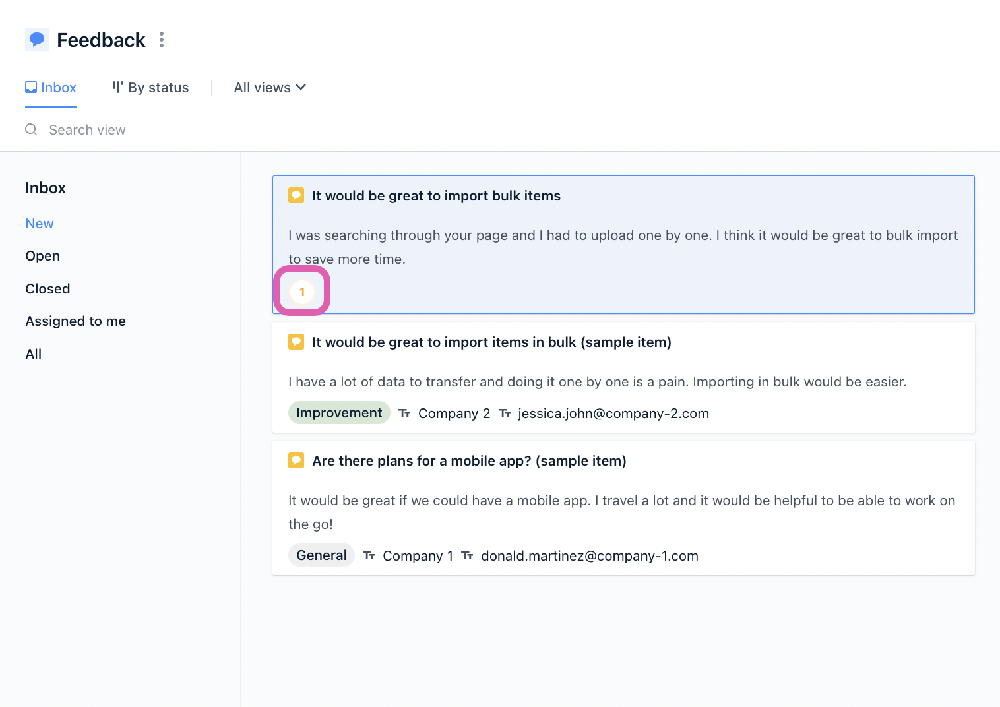 Feedback
Inbox
By status
All views
Search view
Inbox
New
Open
Closed
Assigned to me
All
It would be great to import bulk items
I was searching through your page and I had to upload one by one. I think it would be great to bulk import
to save more time.
1
It would be great to import items in bulk (sample item)
I have a lot of data to transfer and doing it one by one is a pain. Importing in bulk would be easier.
Improvement Tт Company 2 Tт jessica.john@company-2.com
Are there plans for a mobile app? (sample item)
It would be great if we could have a mobile app. I travel a lot and it would be helpful to be able to work on
the go!
General Tт Company 1 Tт donald.martinez@company-1.com